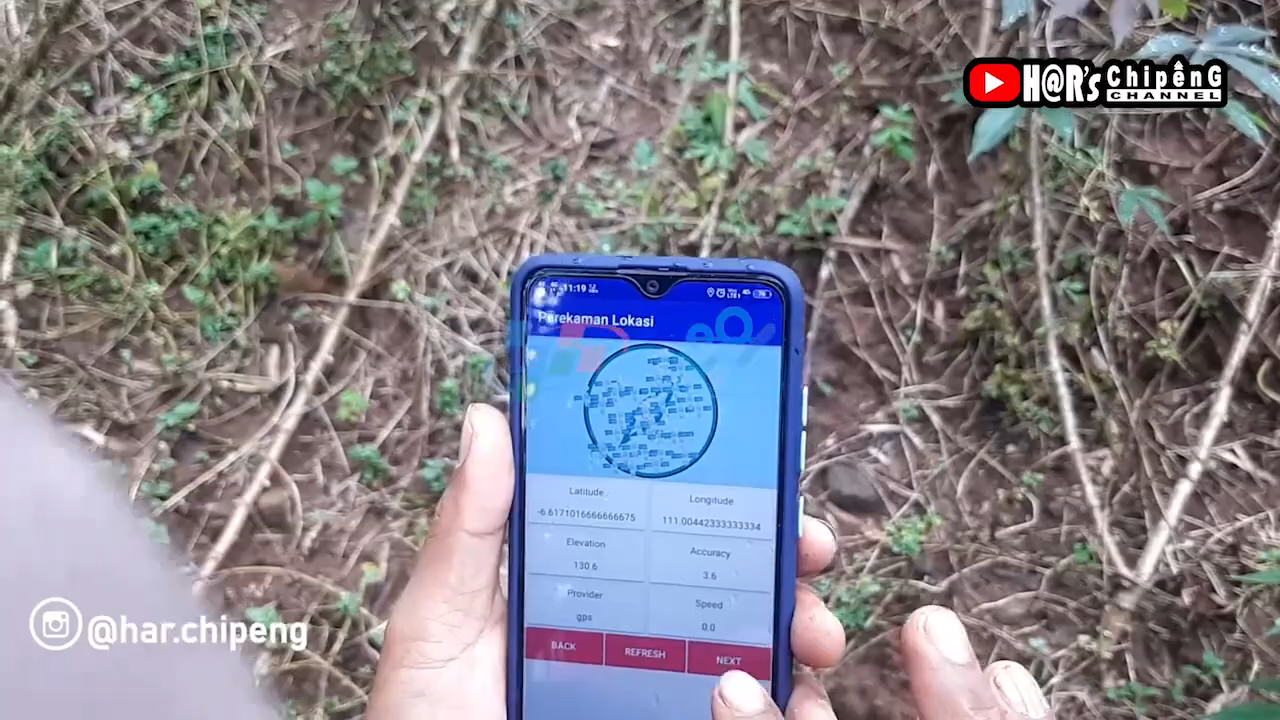 H@R's Chipêng
CHANNEL
11:19
Perekaman Lokasi
Latitude
Longitude
-6.6171016666666675
111.00442333333334
Elevation
Accuracy
130.6
3.6
Provider
Speed
gps
0.0
BACK
REFRESH
NEXT
@har.chipeng